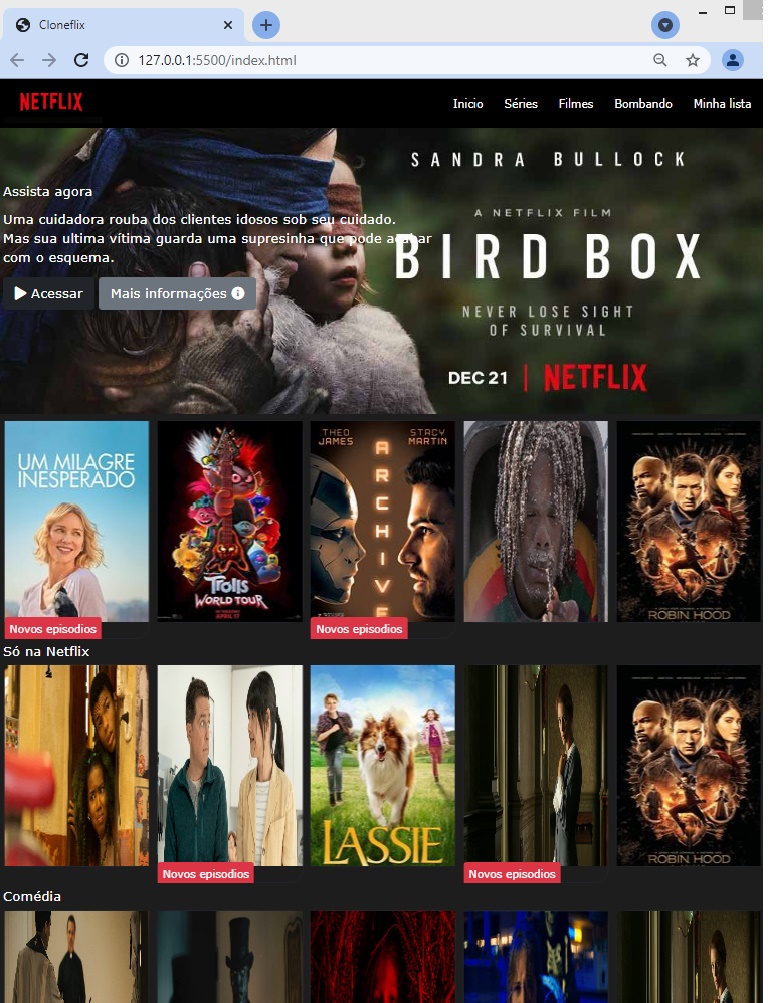 Cloneflix
127.0.0.1:5500/index.html
NETFLIX
Inicio Séries Filmes Bombando Minha lista
SANDRA BULLOCK
Assista agora
A NETFLIX FILM
Uma cuidadora rouba dos clientes idosos sob seu cuidado.
Mas sua ultima vítima guarda uma supresinha que pode acabar
com o esquema.
BIRD BOX
Acessar
Mais informações
NEVER LOSE SIGHT
OF SURVIVAL
DEC 21 | NETFLIX
UM MILAGRE
INESPERADO
Trolls
WORLD TOUR
APRIL 17
THEO
JAMES
STACY
MARTIN
ARCHIVE
ROBIN HOOD
Novos episodios
Novos episodios
Só na Netflix
LASSIE
ROBIN HOOD
Novos episodios
Novos episodios
Comédia